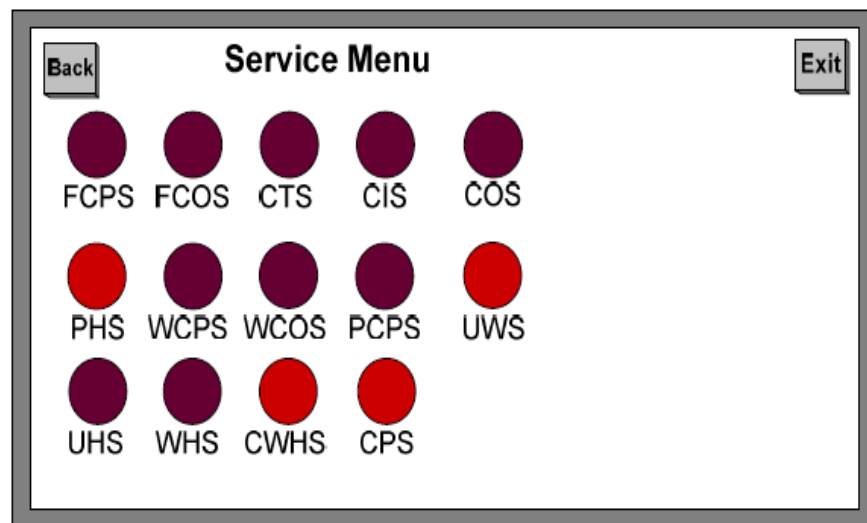 Back Service Menu Exit
FCPS FCOS CTS CIS COS
PHS WCPS WCOS PCPS UWS
UHS WHS CWHS CPS